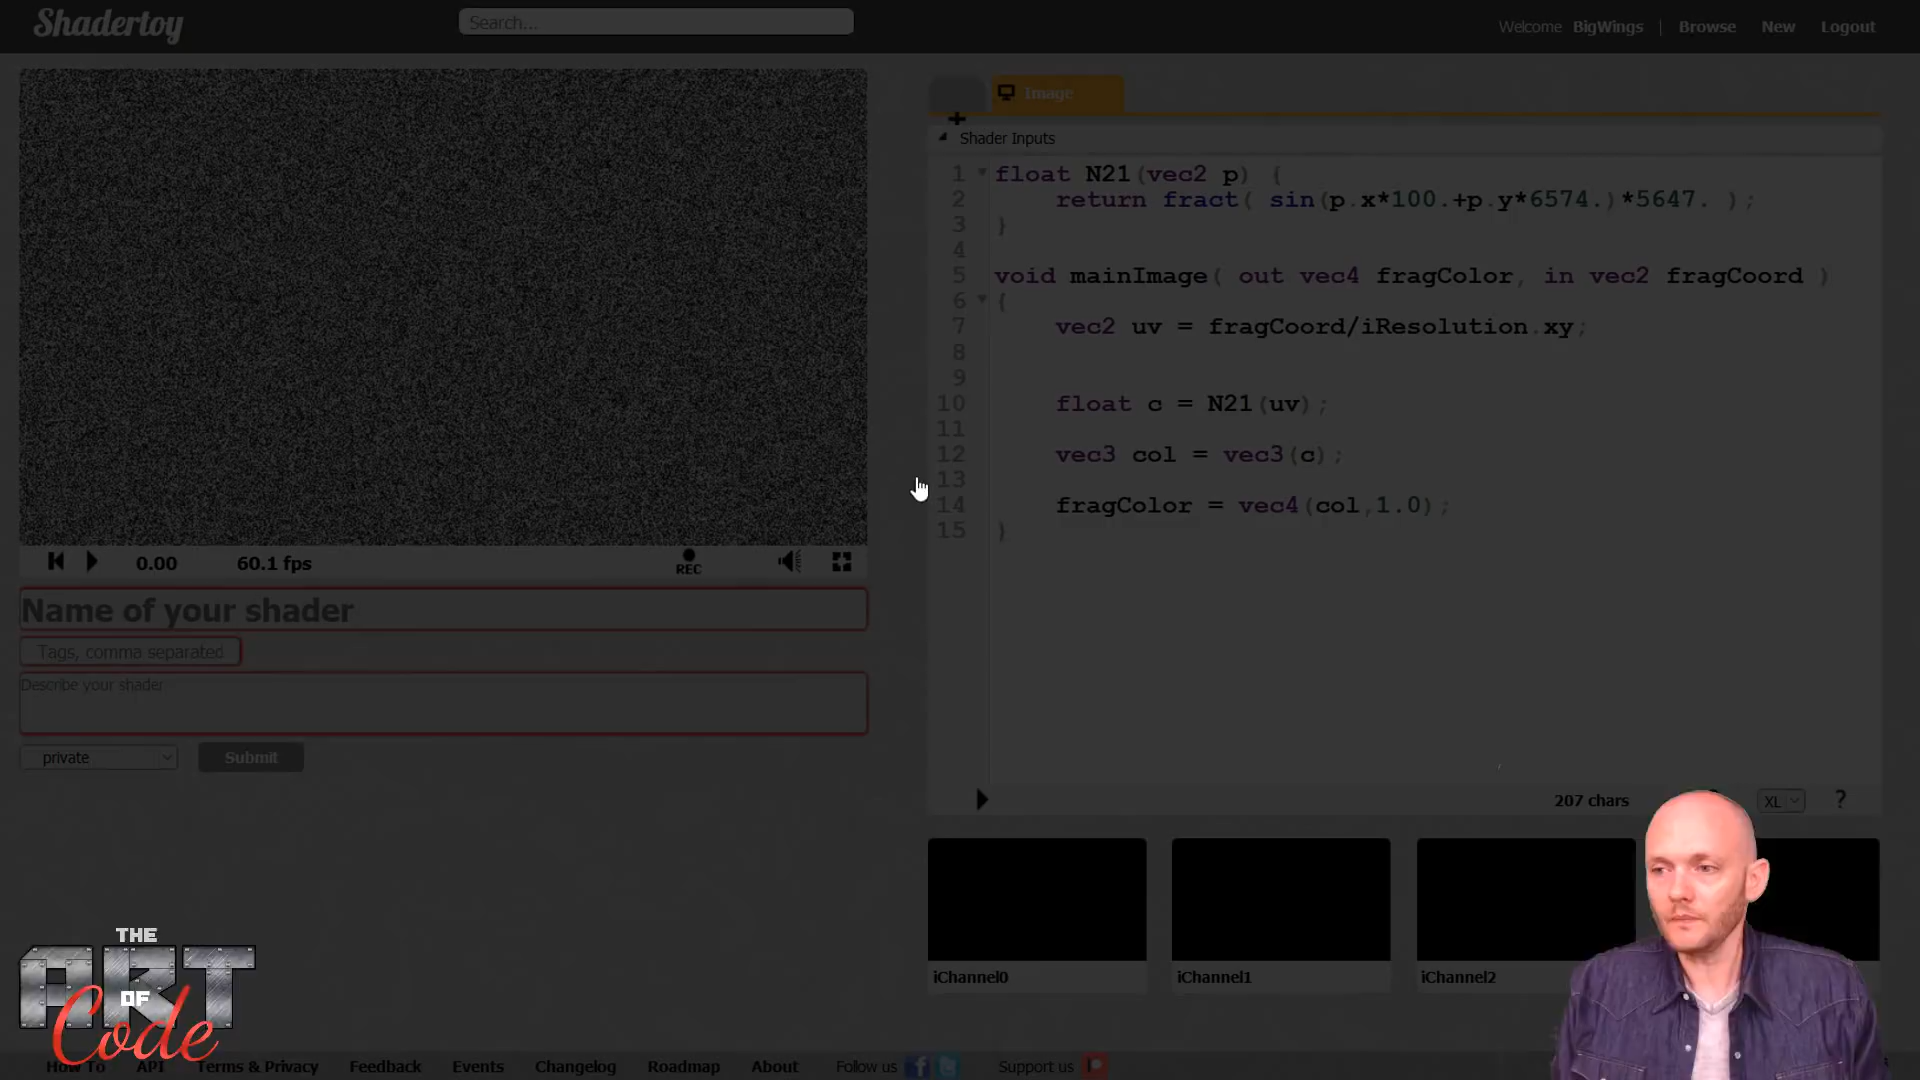 Shadertoy
Search...
Welcome BigWings | Browse New Logout
Image
+
Shader Inputs
1 float N21(vec2 p) {
2 return fract( sin(p.x*100.+p.y*6574.)*5647. );
3 }
4
5 void mainImage( out vec4 fragColor, in vec2 fragCoord )
6 {
7 vec2 uv = fragCoord/iResolution.xy;
8
9
10 float c = N21(uv);
11
12 vec3 col = vec3(c);
13
14 fragColor = vec4(col,1.0);
15 }
0.00 60.1 fps REC
Name of your shader
Tags, comma separated
Describe your shader
private Submit
207 chars XL ?
iChannel0 iChannel1 iChannel2
THE
ART
OF
Code
How To API Terms & Privacy Feedback Events Changelog Roadmap About Follow us Support us